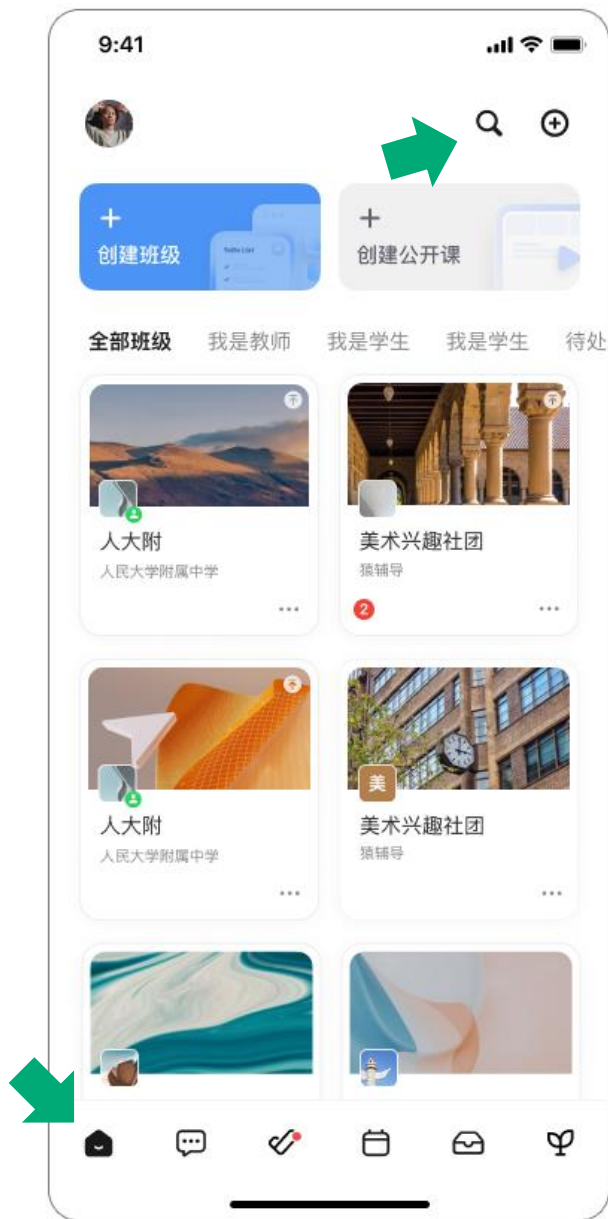 9:41
+
创建班级
+
创建公开课
全部班级 我是教师 我是学生 我是学生 待处
人大附
人民大学附属中学
美术兴趣社团
猿辅导
2
人大附
人民大学附属中学
美
美术兴趣社团
猿辅导